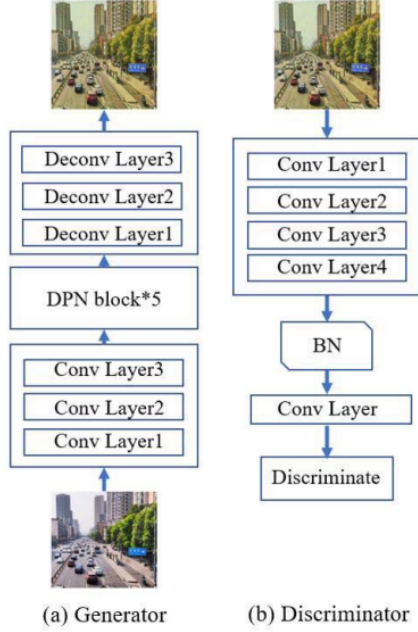 Deconv Layer3
Deconv Layer2
Deconv Layer1
DPN block*5
Conv Layer3
Conv Layer2
Conv Layer1
(a) Generator
Conv Layer1
Conv Layer2
Conv Layer3
Conv Layer4
BN
Conv Layer
Discriminate
(b) Discriminator